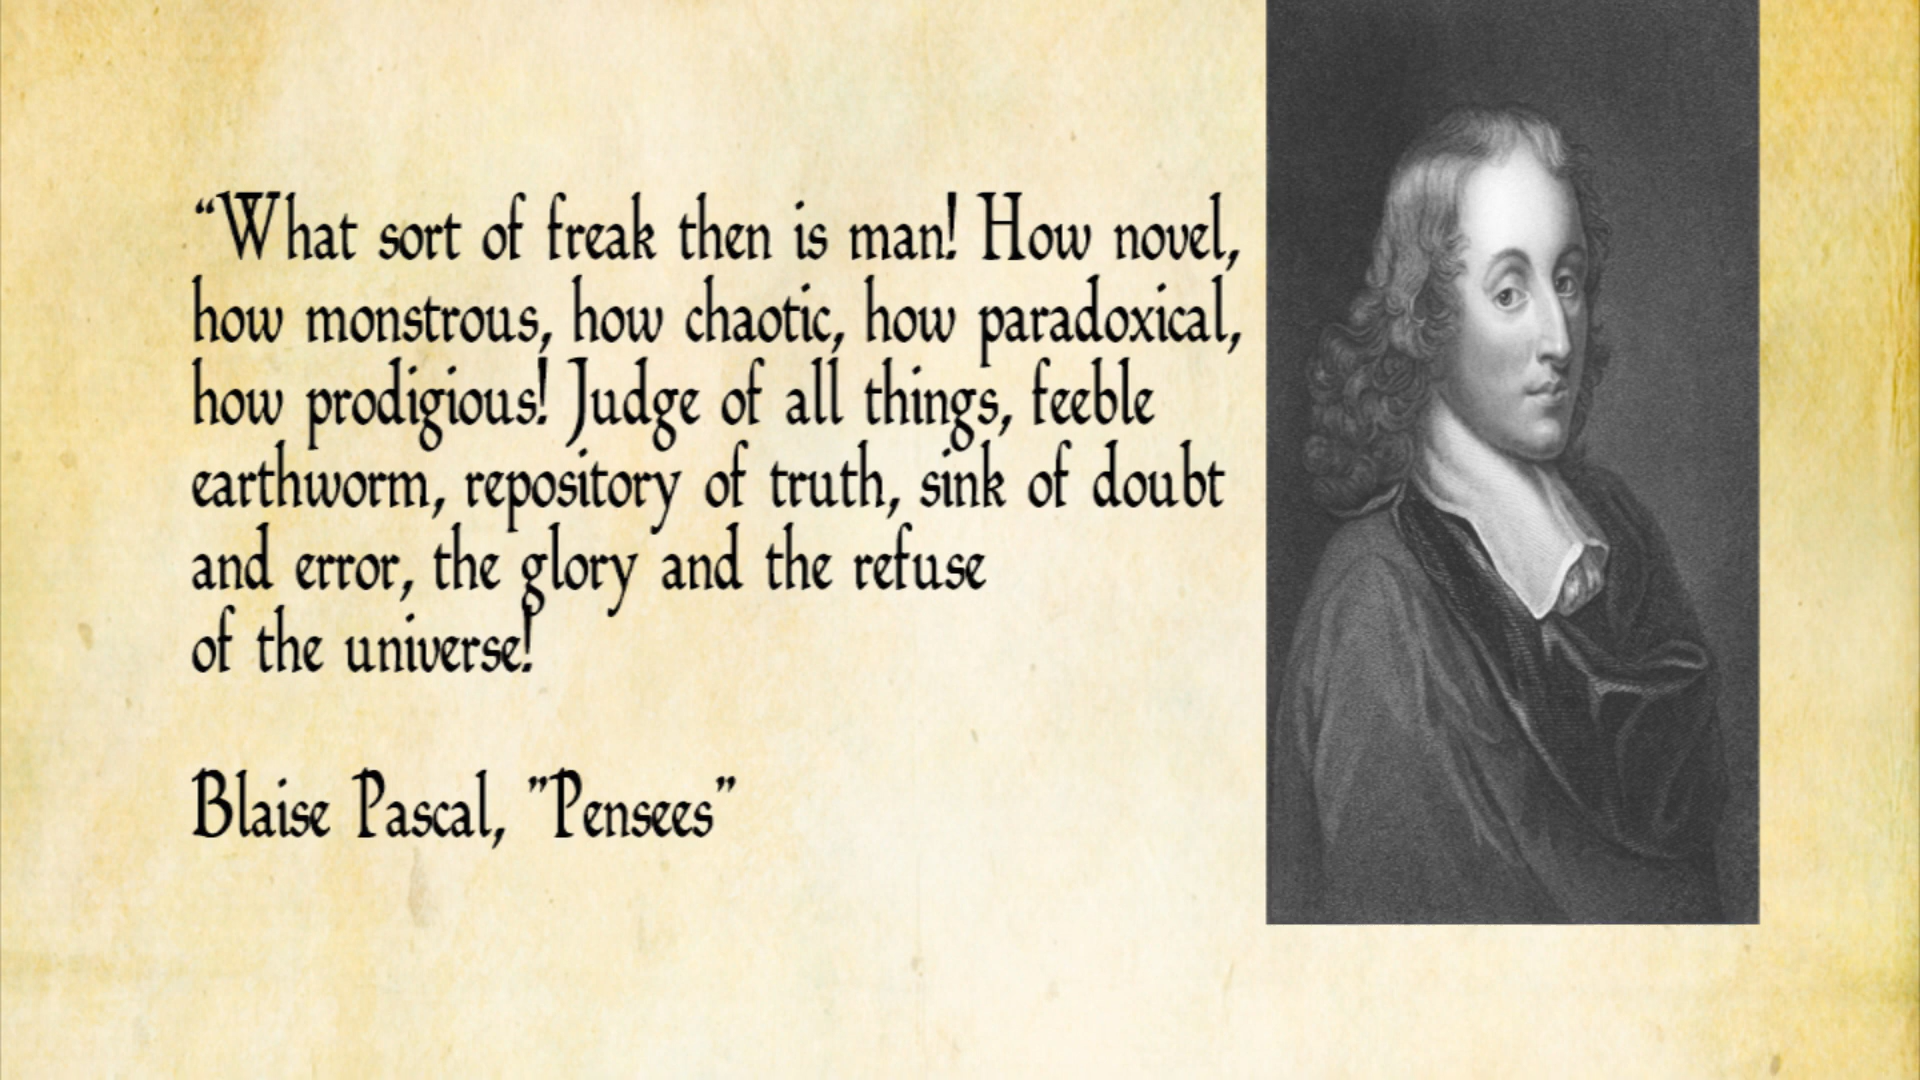 “What sort of freak then is man! How novel,
how monstrous, how chaotic, how paradoxical,
how prodigious! Judge of all things, feeble
earthworm, repository of truth, sink of doubt
and error, the glory and the refuse
of the universe!
Blaise Pascal, ”Pensees”